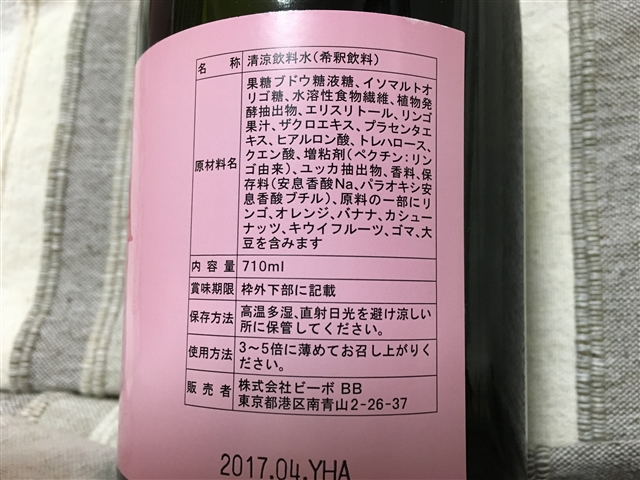 名称 清涼飲料水(希釈飲料)
原材料名 果糖ブドウ糖液糖、イソマルトオ
リゴ糖、水溶性食物繊維、植物発
酵抽出物、エリスリトール、リンゴ
果汁、ザクロエキス、プラセンタエ
キス、ヒアルロン酸、トレハロース、
クエン酸、増粘剤(ペクチン:リン
ゴ由来)、ユッカ抽出物、香料、保
存料(安息香酸Na、パラオキシ安
息香酸ブチル)、原料の一部にリ
ンゴ、オレンジ、バナナ、カシュー
ナッツ、キウイフルーツ、ゴマ、大
豆を含みます
内容量 710ml
賞味期限 枠外下部に記載
保存方法 高温多湿、直射日光を避け涼しい
所に保管してください。
使用方法 3〜5倍に薄めてお召し上がりく
ださい。
販売者 株式会社ビーボ BB
東京都港区南青山2-26-37
2017.04.YHA